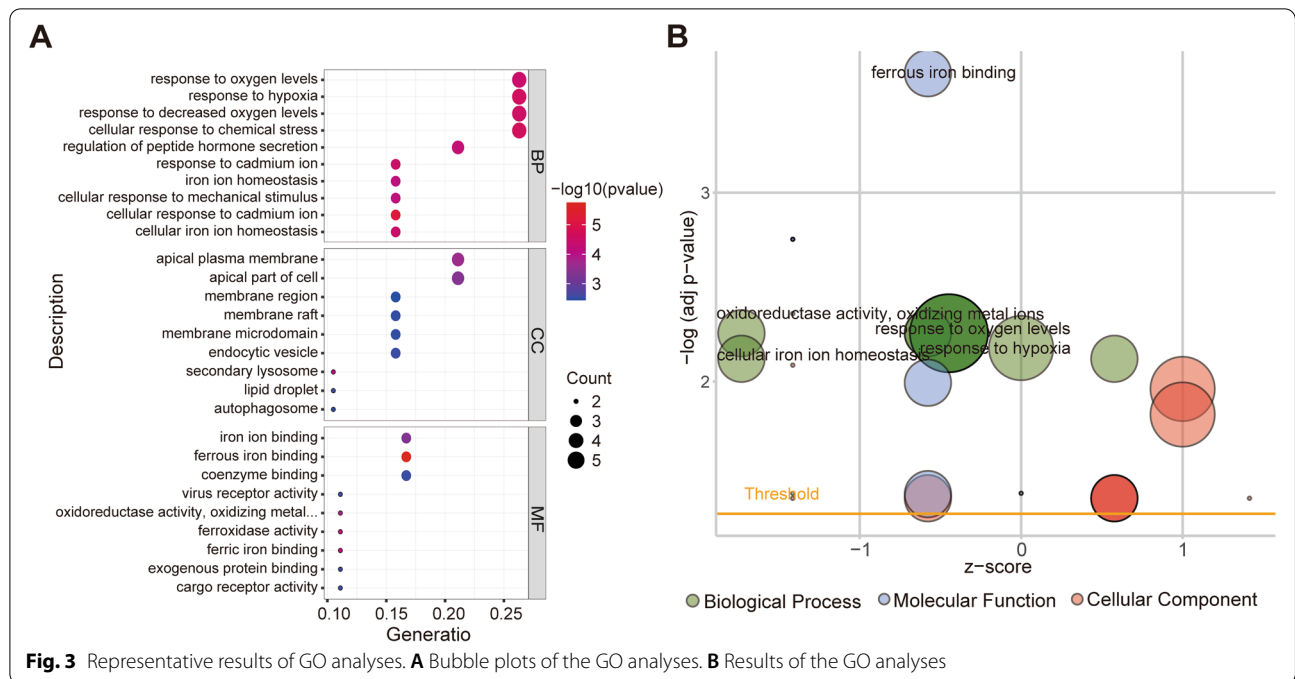 A
response to oxygen levels
response to hypoxia
response to decreased oxygen levels
cellular response to chemical stress
regulation of peptide hormone secretion
response to cadmium ion
iron ion homeostasis
cellular response to mechanical stimulus
cellular response to cadmium ion
cellular iron ion homeostasis
BP
apical plasma membrane
apical part of cell
membrane region
membrane raft
membrane microdomain
endocytic vesicle
secondary lysosome
lipid droplet
autophagosome
CC
iron ion binding
ferrous iron binding
coenzyme binding
virus receptor activity
oxidoreductase activity, oxidizing metal...
ferroxidase activity
ferric iron binding
exogenous protein binding
cargo receptor activity
MF
Description
0.10 0.15 0.20 0.25
Generatio
−log10(pvalue)
5
4
3
Count
2
3
4
5
B
ferrous iron binding
oxidoreductase activity, oxidizing metal ions
response to oxygen levels
response to hypoxia
cellular iron ion homeostasis
Threshold
−log (adj p−value)
3
2
−1 0 1
z−score
Biological Process Molecular Function Cellular Component
Fig. 3 Representative results of GO analyses. A Bubble plots of the GO analyses. B Results of the GO analyses